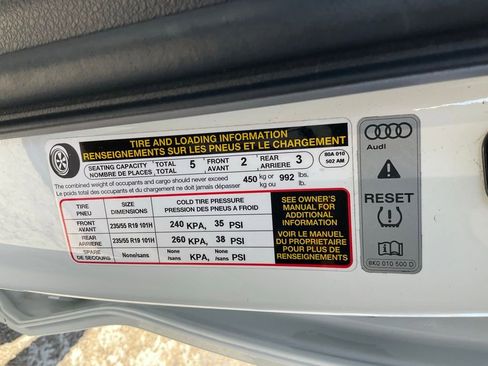 TIRE AND LOADING INFORMATION
RENSEIGNEMENTS SUR LES PNEUS ET LE CHARGEMENT
SEATING CAPACITY TOTAL 5 FRONT 2 REAR 3
NOMBRE DE PLACES TOTAL AVANT ARRIÈRE
80A 010
502 AM
The combined weight of occupants and cargo should never exceed 450 kg or 992 lbs.
Le poids total des occupants et du chargement ne doit jamais dépasser kg ou lb.
TIRE SIZE COLD TIRE PRESSURE
PNEU DIMENSIONS PRESSION DES PNEUS A FROID
FRONT
AVANT 235/55 R19 101H 240 KPA, 35 PSI
REAR
ARRIÈRE 235/55 R19 101H 260 KPA, 38 PSI
SPARE
DE SECOURS None/sans None/sans KPA, None/sans PSI
SEE OWNER'S
MANUAL FOR
ADDITIONAL
INFORMATION
VOIR LE MANUEL
DU PROPRIETAIRE
POUR PLUS DE
RENSEIGNEMENTS
Audi
RESET
8K0 010 500 D